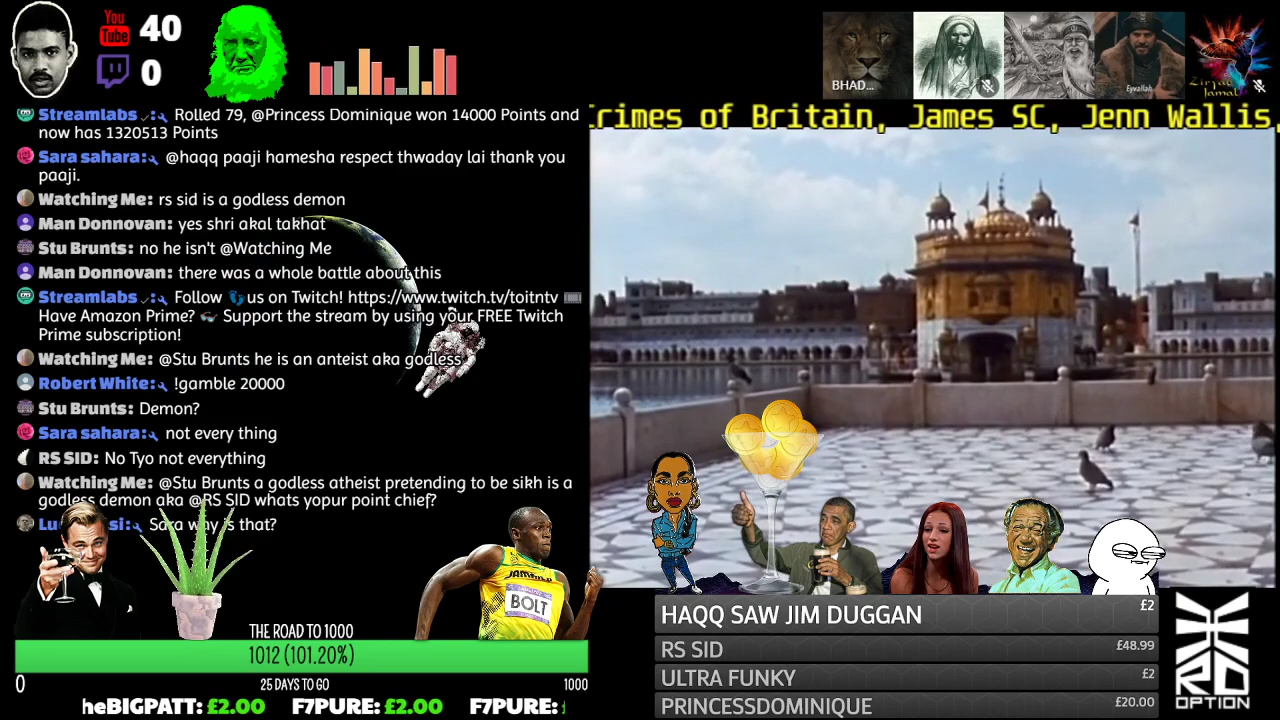 You
Tube
40
0
BHAD...
Eyvallah
Ziryab
Jamal
Crimes of Britain, James SC, Jenn Wallis,
Streamlabs: Rolled 79, @Princess Dominique won 14000 Points and
now has 1320513 Points
Sara sahara: @haqq paaji hamesha respect thwaday lai thank you
paaji.
Watching Me: rs sid is a godless demon
Man Donnovan: yes shri akal takhat
Stu Brunts: no he isn't @Watching Me
Man Donnovan: there was a whole battle about this
Streamlabs: Follow us on Twitch! https://www.twitch.tv/toitntv
Have Amazon Prime? Support the stream by using your FREE Twitch
Prime subscription!
Watching Me: @Stu Brunts he is an anteist aka godless
Robert White: !gamble 20000
Stu Brunts: Demon?
Sara sahara: not every thing
RS SID: No Tyo not everything
Watching Me: @Stu Brunts a godless atheist pretending to be sikh is a
godless demon aka @RS SID whats yopur point chief?
Sara why is that?
JAMAICA
BOLT
THE ROAD TO 1000
1012 (101.20%)
0
25 DAYS TO GO
1000
heBIGPATT: £2.00 F7PURE: £2.00 F7PURE:
HAQQ SAW JIM DUGGAN £2
RS SID £48.99
ULTRA FUNKY £2
PRINCESSDOMINIQUE £20.00
OPTION